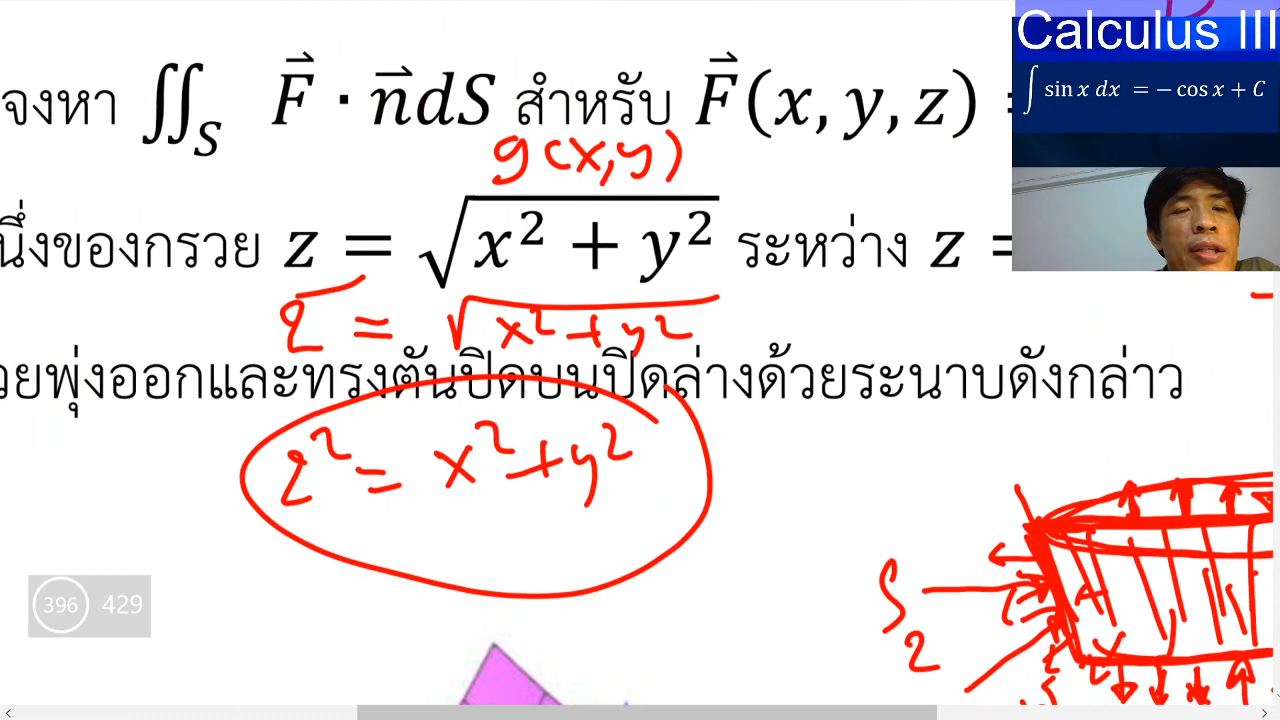 Calculus III
∫ sin x dx = − cos x + C
จงหา ∬_S F⃗ · n⃗ dS สำหรับ F⃗(x, y, z) =
g(x,y)
นึ่งของกรวย z = √(x² + y²) ระหว่าง z =
z = √(x²+y²)
วยพุ่งออกและทรงตันปิดบนปิดล่างด้วยระนาบดังกล่าว
z² = x²+y²
S₂
396 429